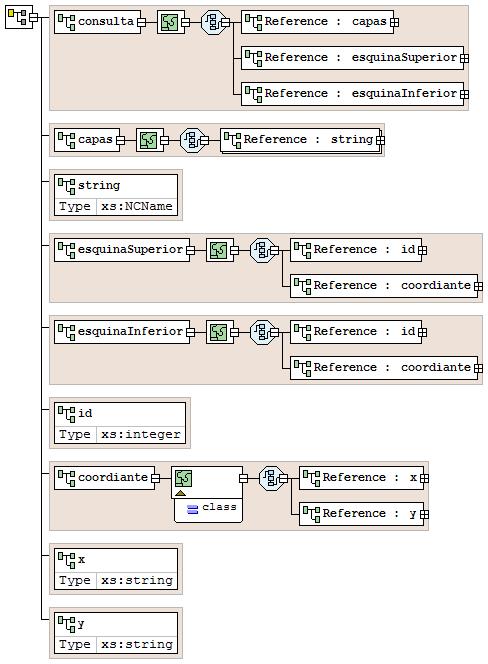 consulta
Reference : capas
Reference : esquinaSuperior
Reference : esquinaInferior
capas
Reference : string
string
Type xs:NCName
esquinaSuperior
Reference : id
Reference : coordiante
esquinaInferior
Reference : id
Reference : coordiante
id
Type xs:integer
coordiante
Reference : x
class
Reference : y
x
Type xs:string
y
Type xs:string